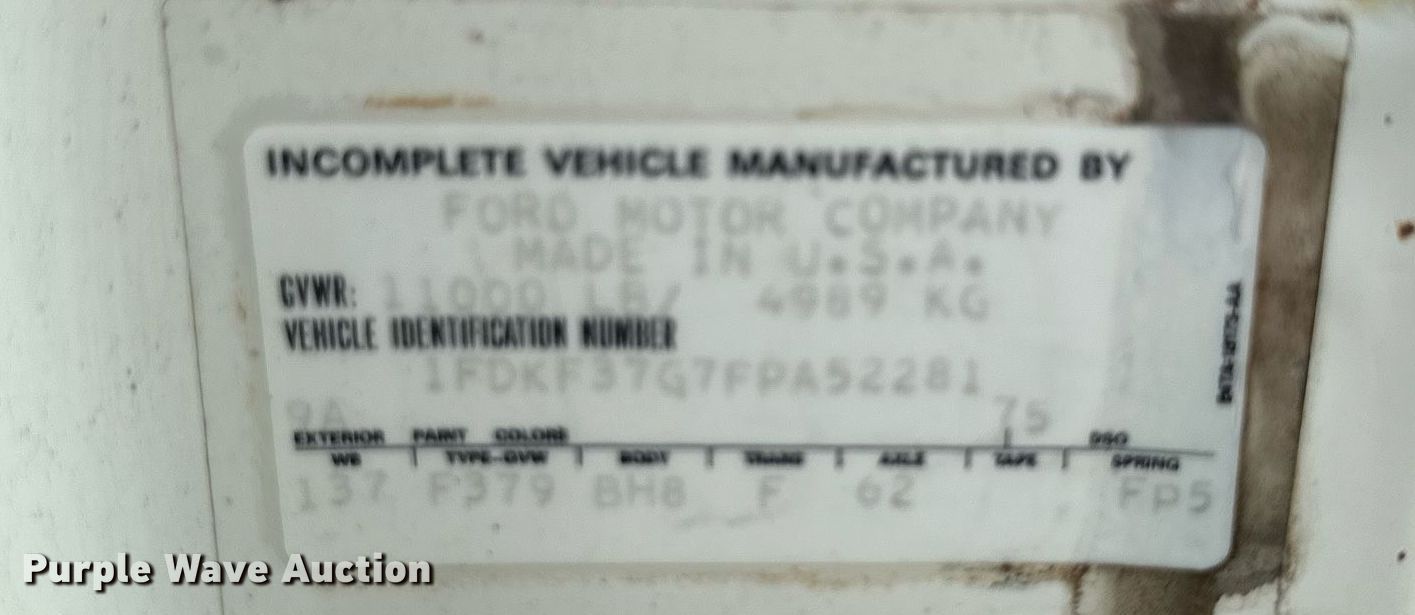 INCOMPLETE VEHICLE MANUFACTURED BY
FORD MOTOR COMPANY
MADE IN U.S.A.
GVWR: 11000 LB/ 4989 KG
VEHICLE IDENTIFICATION NUMBER
1FDKF37G7FPA52281
9A 75
EXTERIOR PAINT COLORS DSO
WB TYPE-GVW BODY TRANS AXLE TAPE SPRING
137 F379 BH8 F 62 FP5
Purple Wave Auction